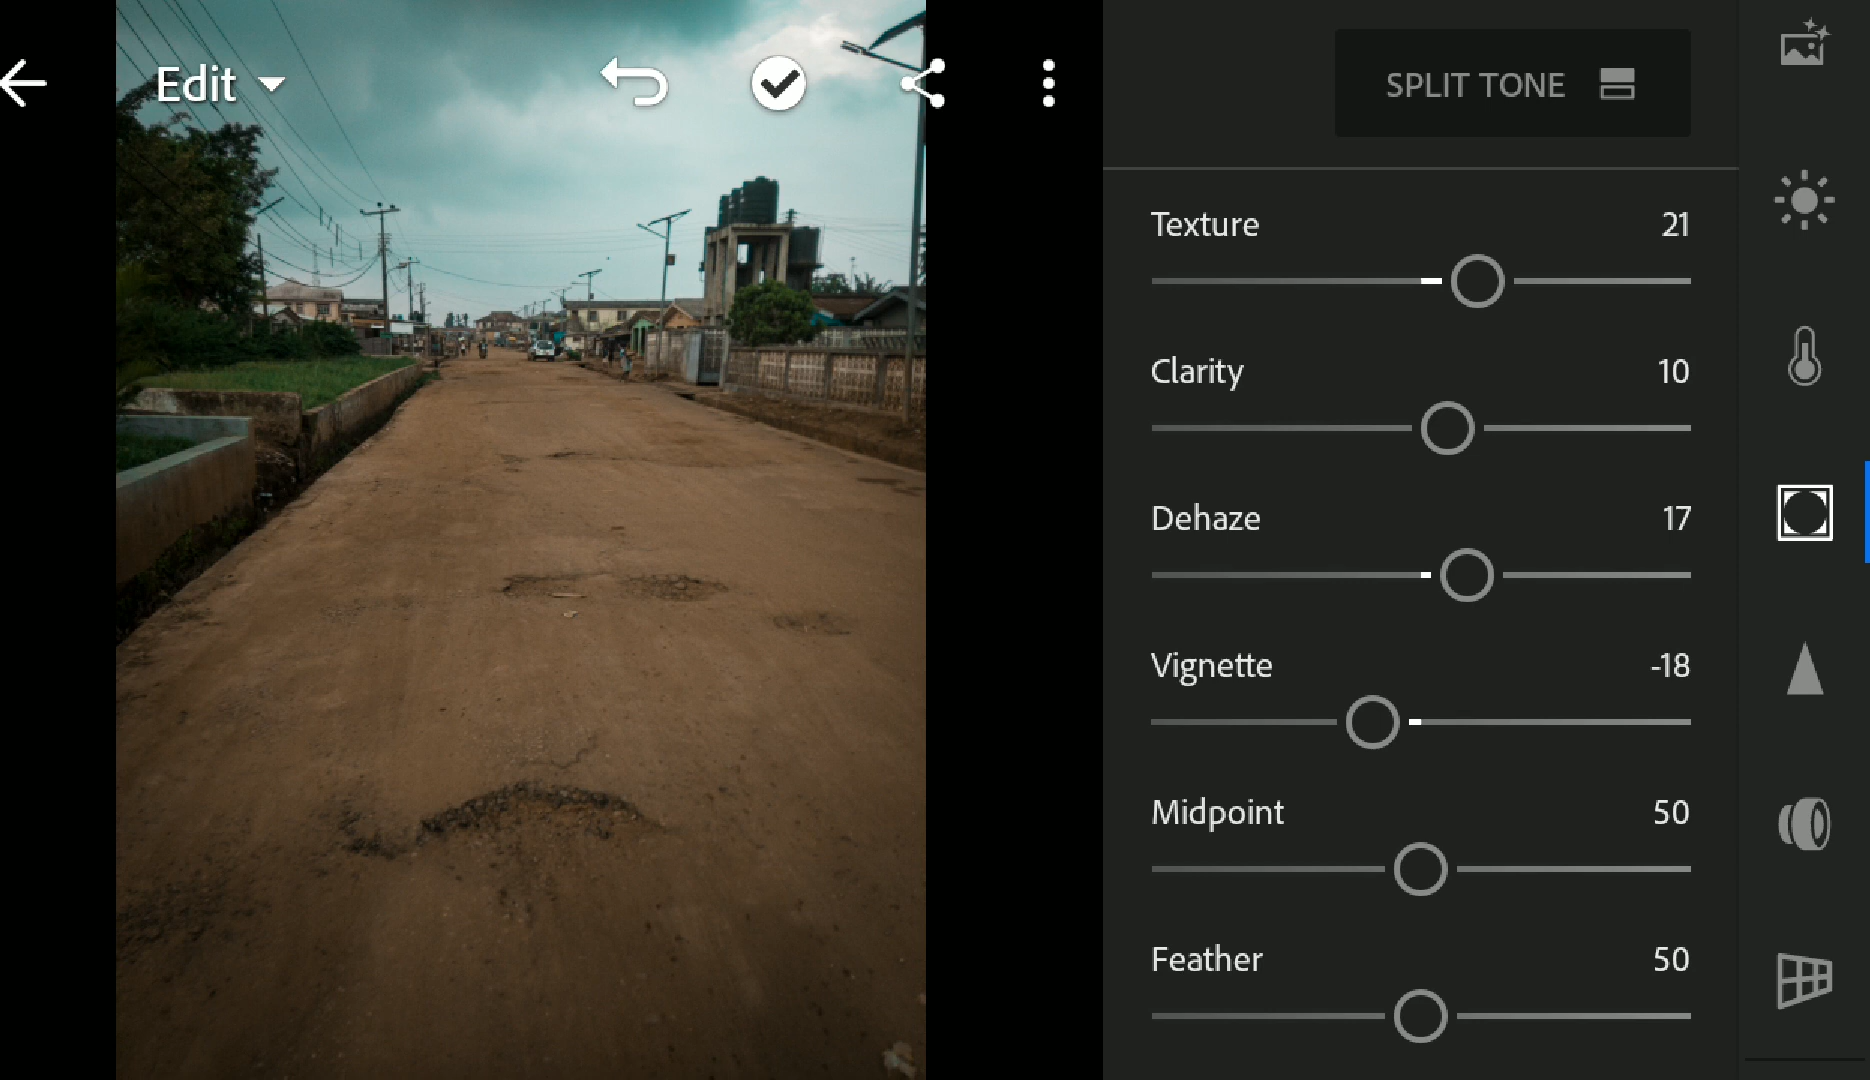 Edit
SPLIT TONE
Texture 21
Clarity 10
Dehaze 17
Vignette -18
Midpoint 50
Feather 50